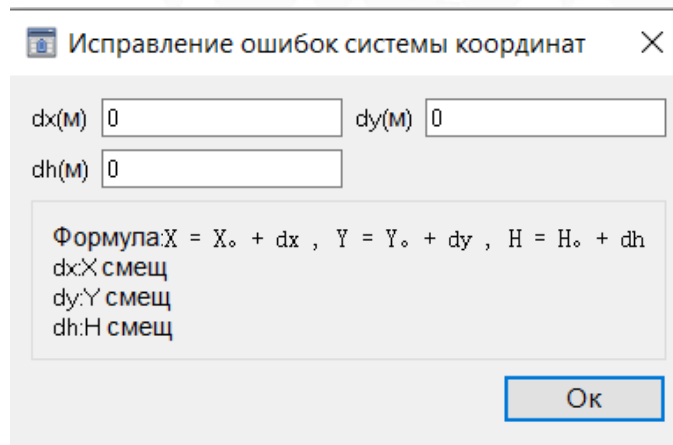 Исправление ошибок системы координат
dx(м) 0 dy(м) 0
dh(м) 0
Формула:X = X。 + dx , Y = Y。 + dy , H = H。 + dh
dx:X смещ
dy:Y смещ
dh:H смещ
Ок